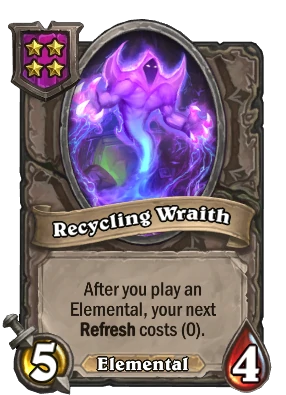 Recycling Wraith
After you play an
Elemental, your next
Refresh costs (0).
5
Elemental
4